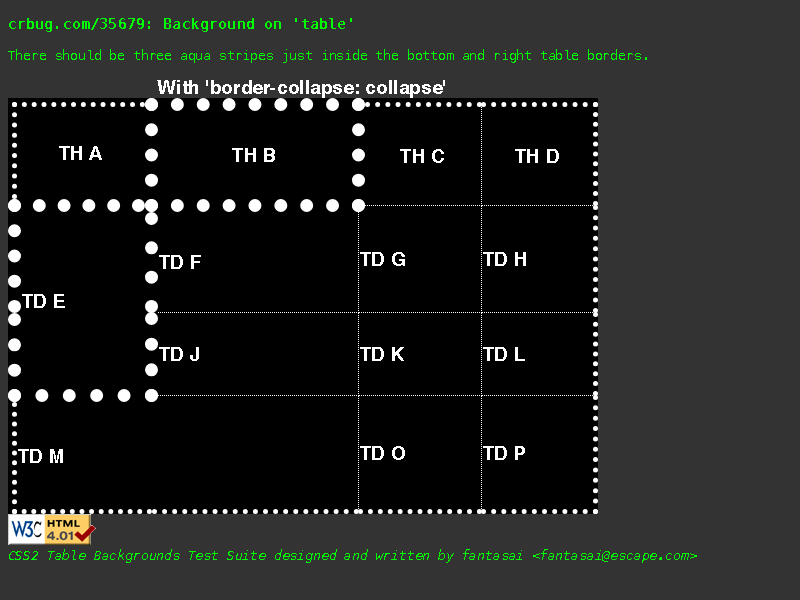 crbug.com/35679: Background on 'table'
There should be three aqua stripes just inside the bottom and right table borders.
With 'border-collapse: collapse'
TH A TH B TH C TH D
TD E TD F TD G TD H
TD J TD K TD L
TD M TD O TD P
W3C HTML 4.01
CSS2 Table Backgrounds Test Suite designed and written by fantasai <fantasai@escape.com>